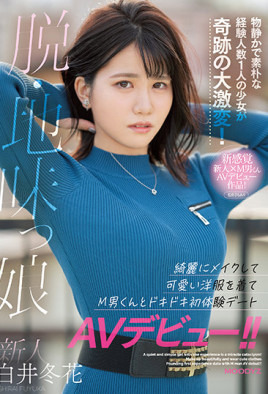 物静かで素朴な
経験人数1人の少女が
奇跡の大激変!
脱・地味っ娘
新感覚
新人×M男くん
AVデビュー
作品!
綺麗にメイクして
可愛い洋服を着て
M男くんとドキドキ初体験デート
AVデビュー!!
新人
白井冬花